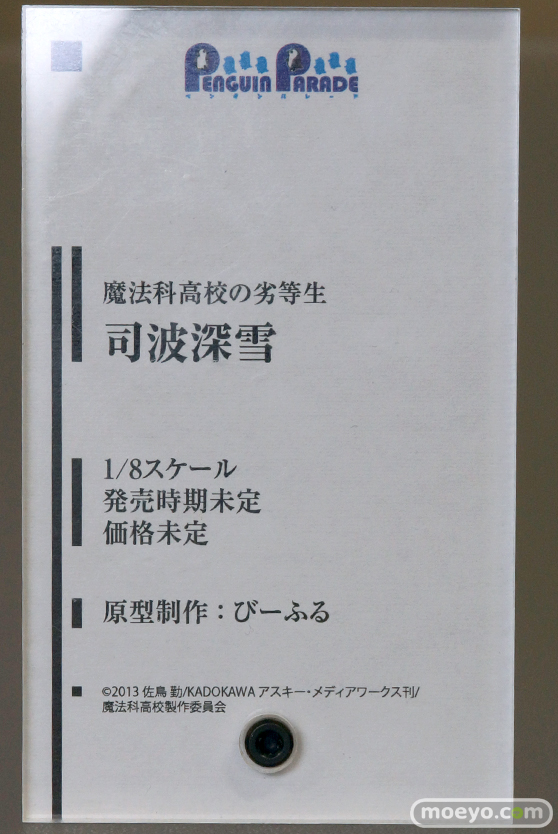 PENGUIN PARADE
ペンギンパレード
魔法科高校の劣等生
司波深雪
1/8スケール
発売時期未定
価格未定
原型制作：びーふる
©2013 佐島 勤/KADOKAWA アスキー・メディアワークス刊/
魔法科高校製作委員会
moeyo.com